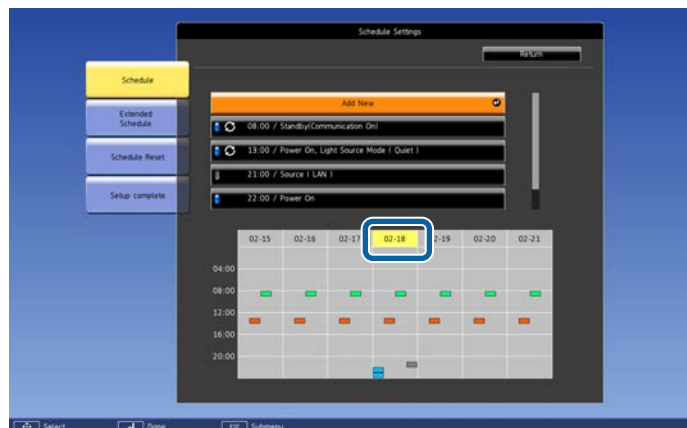 Schedule Settings
Return
Schedule
Extended
Schedule
Schedule Reset
Setup complete
Add New
08:00 / Standby(Communication On)
13:00 / Power On, Light Source Mode ( Quiet )
21:00 / Source ( LAN )
22:00 / Power On
02-15 02-16 02-17 02-18 2-19 02-20 02-21
04:00
08:00
12:00
16:00
20:00
Select Done ESC Submenu